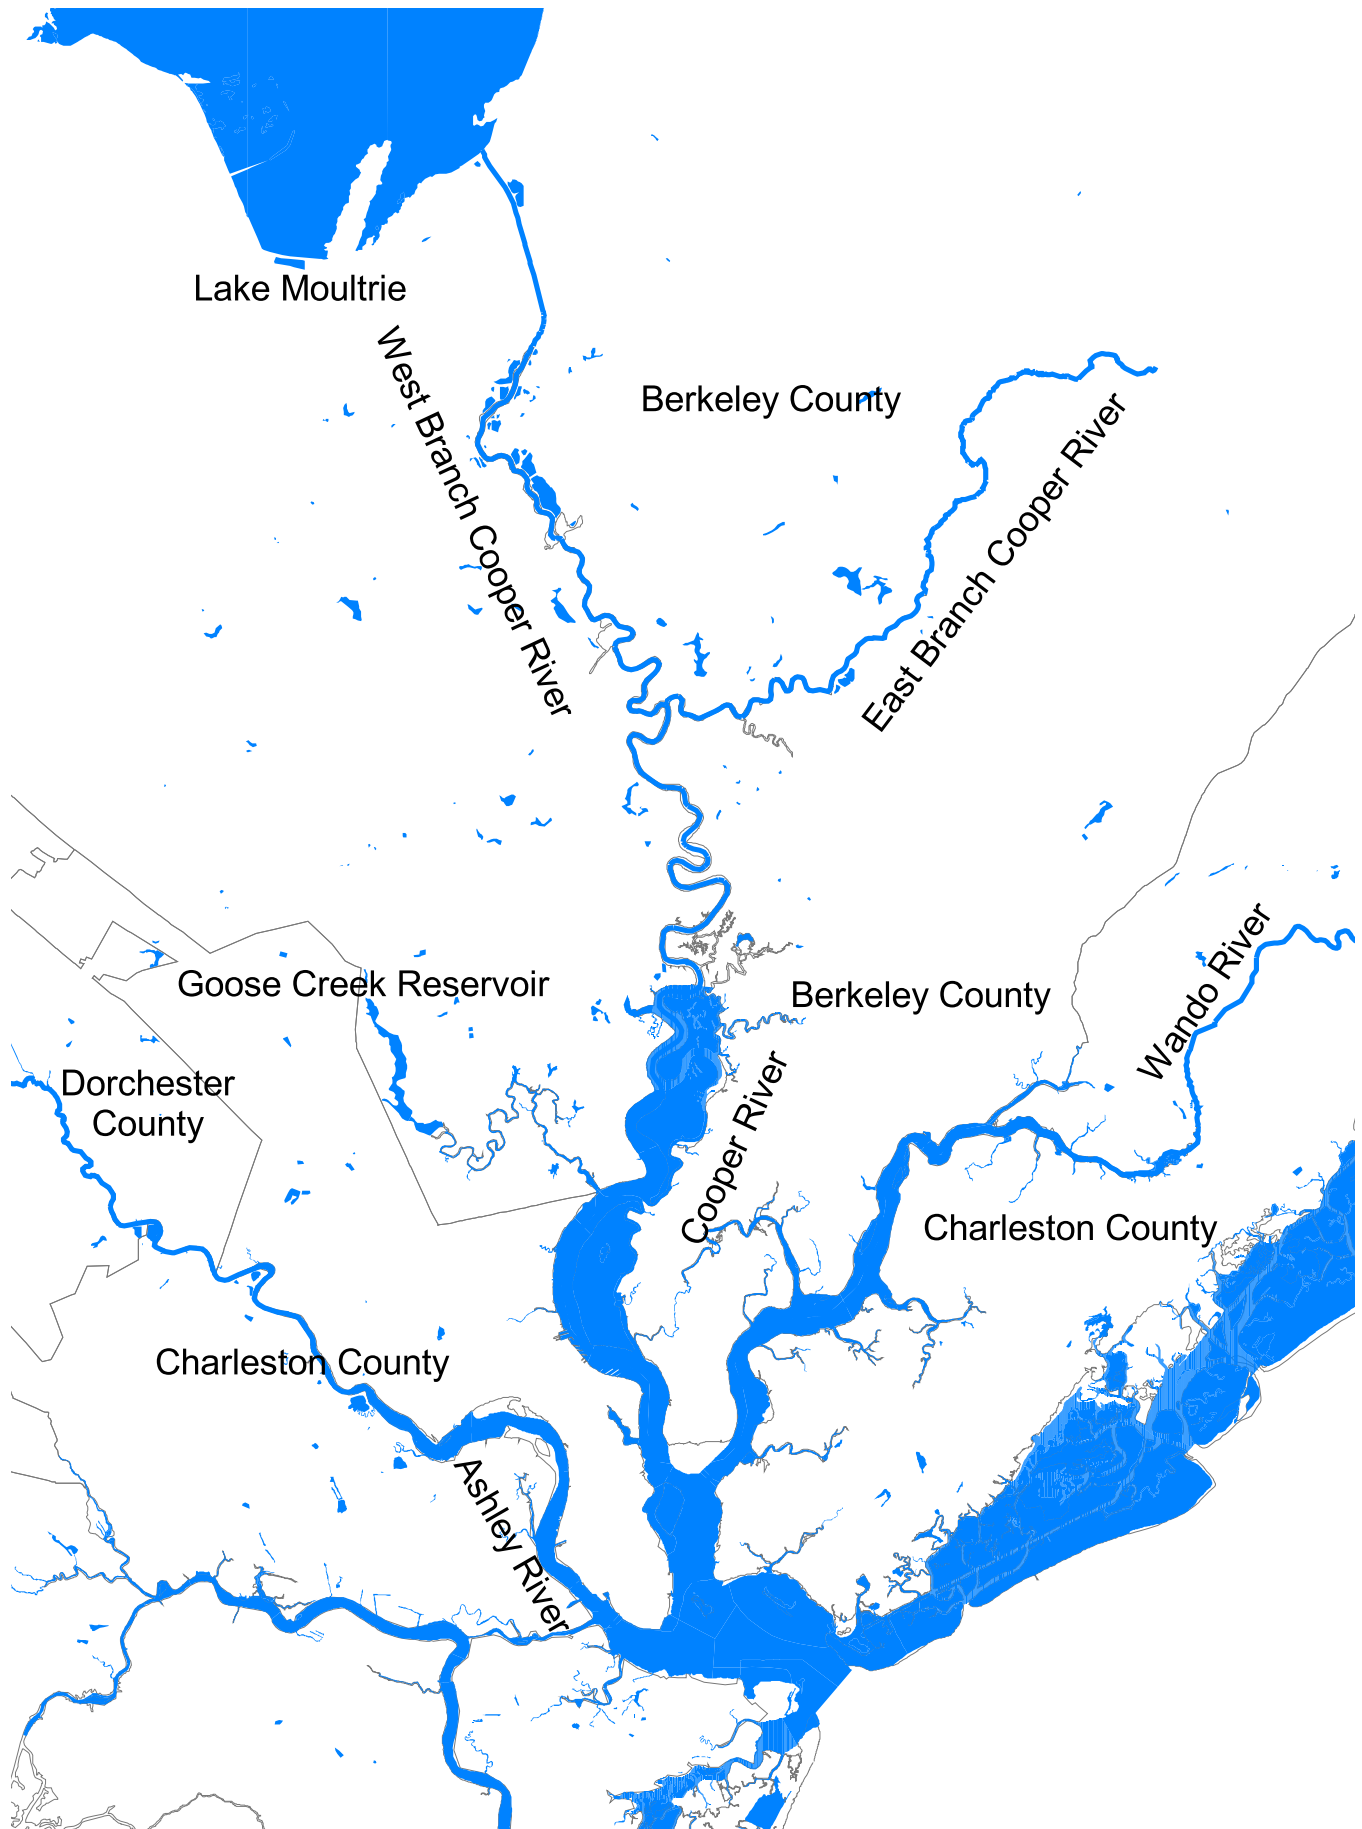 Lake Moultrie
West Branch Cooper River
Berkeley County
East Branch Cooper River
Goose Creek Reservoir
Berkeley County
Wando River
Dorchester
County
Cooper River
Charleston County
Charleston County
Ashley River